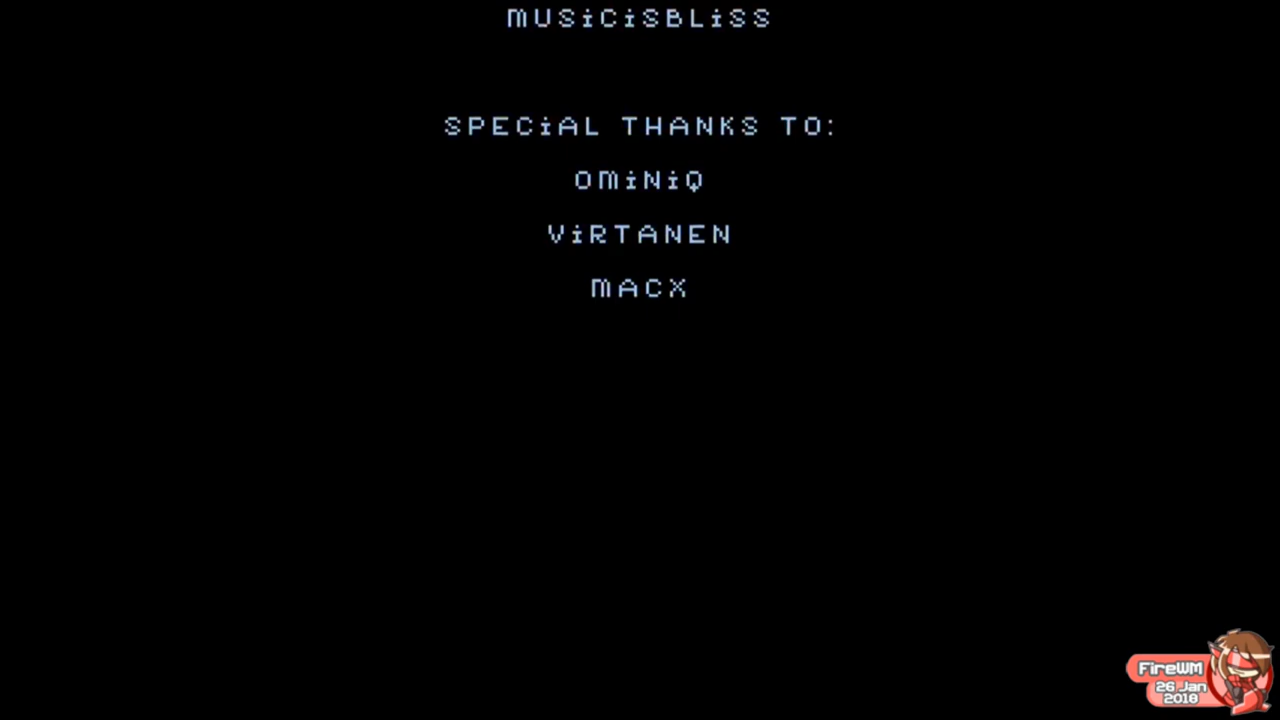 MUSiCiSBLiSS
SPECiAL THANKS TO:
OMiNiQ
ViRTANEN
MACX
FireWM
26 Jan
2018